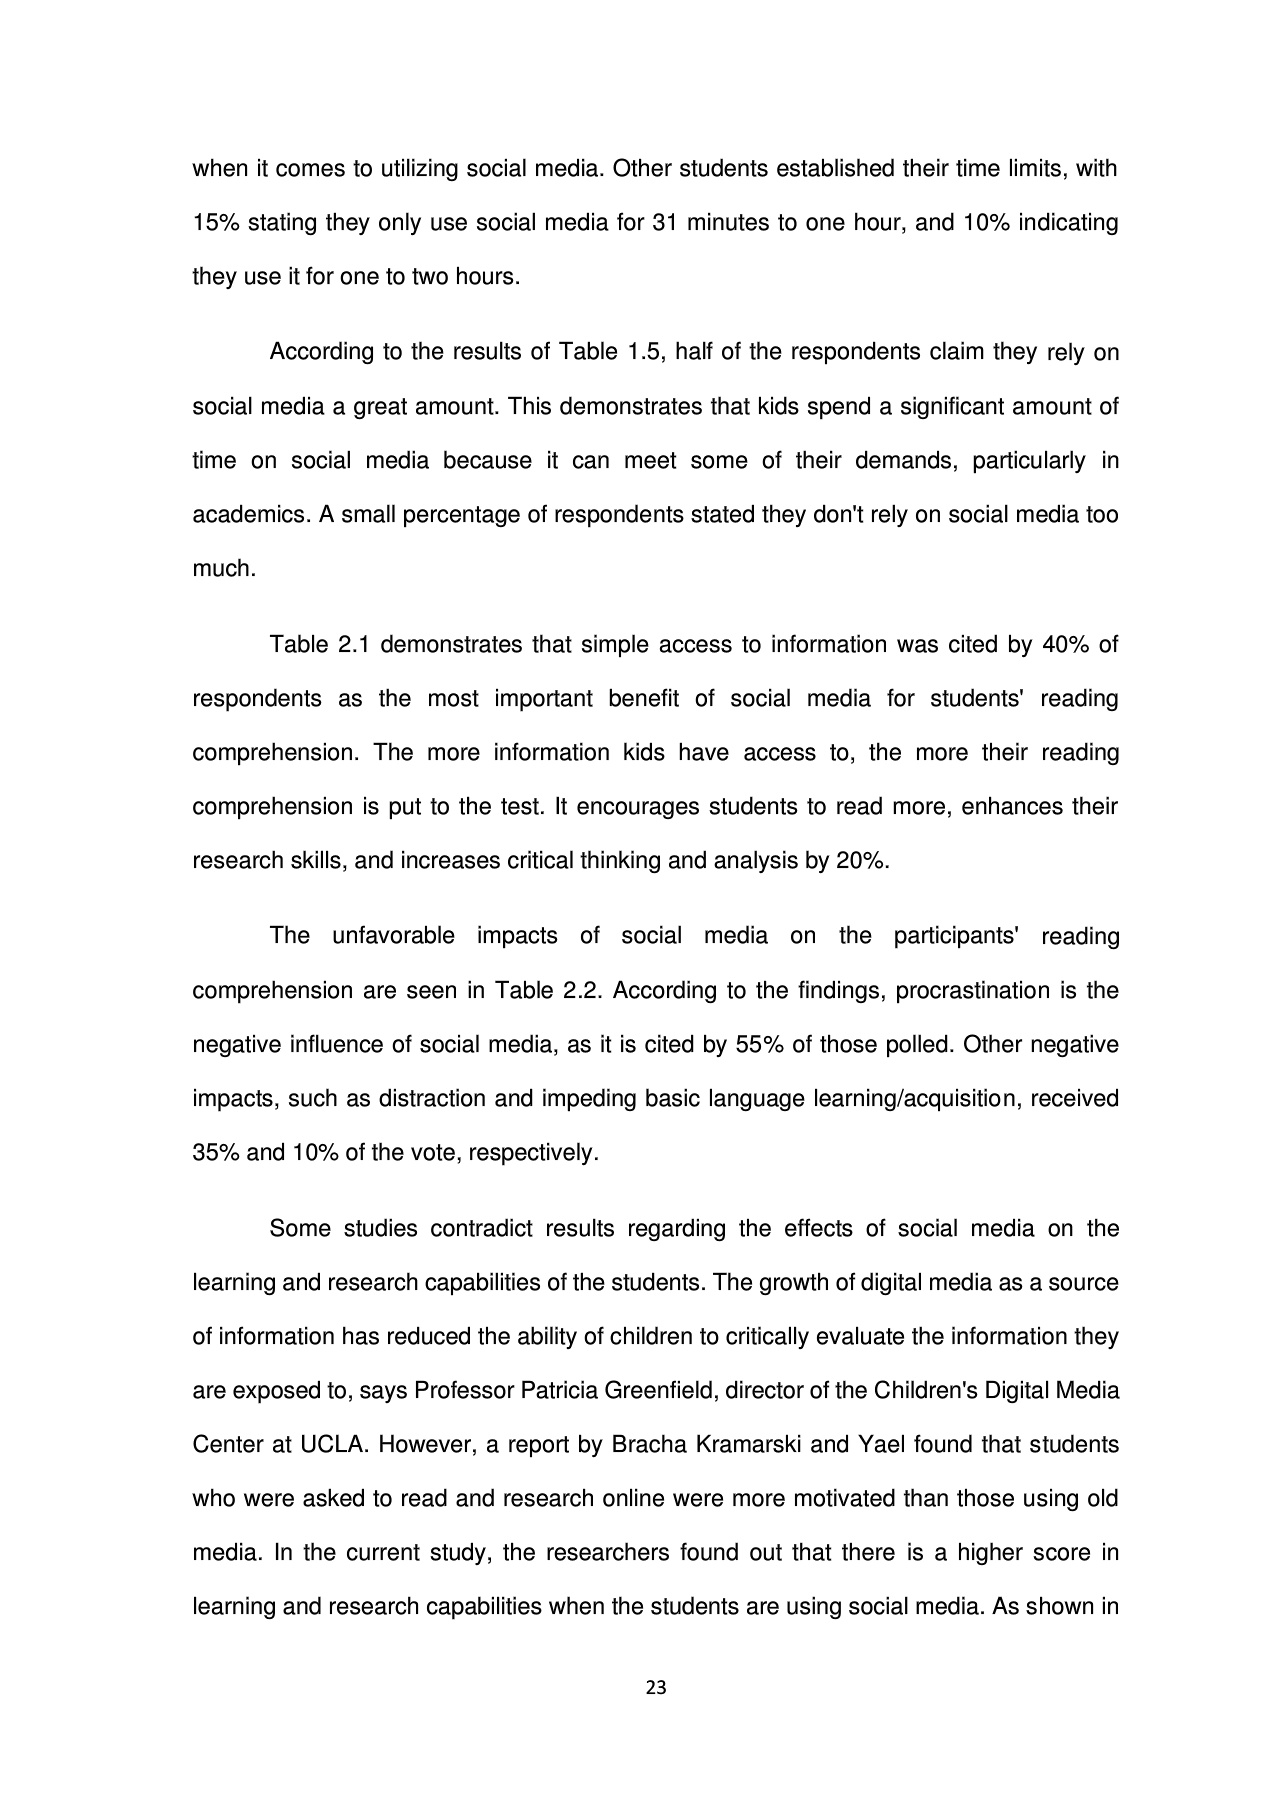 when it comes to utilizing social media. Other students established their time limits, with
15% stating they only use social media for 31 minutes to one hour, and 10% indicating
they use it for one to two hours.
According to the results of Table 1.5, half of the respondents claim they rely on
social media a great amount. This demonstrates that kids spend a significant amount of
time on social media because it can meet some of their demands, particularly in
academics. A small percentage of respondents stated they don't rely on social media too
much.
Table 2.1 demonstrates that simple access to information was cited by 40% of
respondents as the most important benefit of social media for students' reading
comprehension. The more information kids have access to, the more their reading
comprehension is put to the test. It encourages students to read more, enhances their
research skills, and increases critical thinking and analysis by 20%.
The unfavorable impacts of social media on the participants' reading
comprehension are seen in Table 2.2. According to the findings, procrastination is the
negative influence of social media, as it is cited by 55% of those polled. Other negative
impacts, such as distraction and impeding basic language learning/acquisition, received
35% and 10% of the vote, respectively.
Some studies contradict results regarding the effects of social media on the
learning and research capabilities of the students. The growth of digital media as a source
of information has reduced the ability of children to critically evaluate the information they
are exposed to, says Professor Patricia Greenfield, director of the Children's Digital Media
Center at UCLA. However, a report by Bracha Kramarski and Yael found that students
who were asked to read and research online were more motivated than those using old
media. In the current study, the researchers found out that there is a higher score in
learning and research capabilities when the students are using social media. As shown in
23